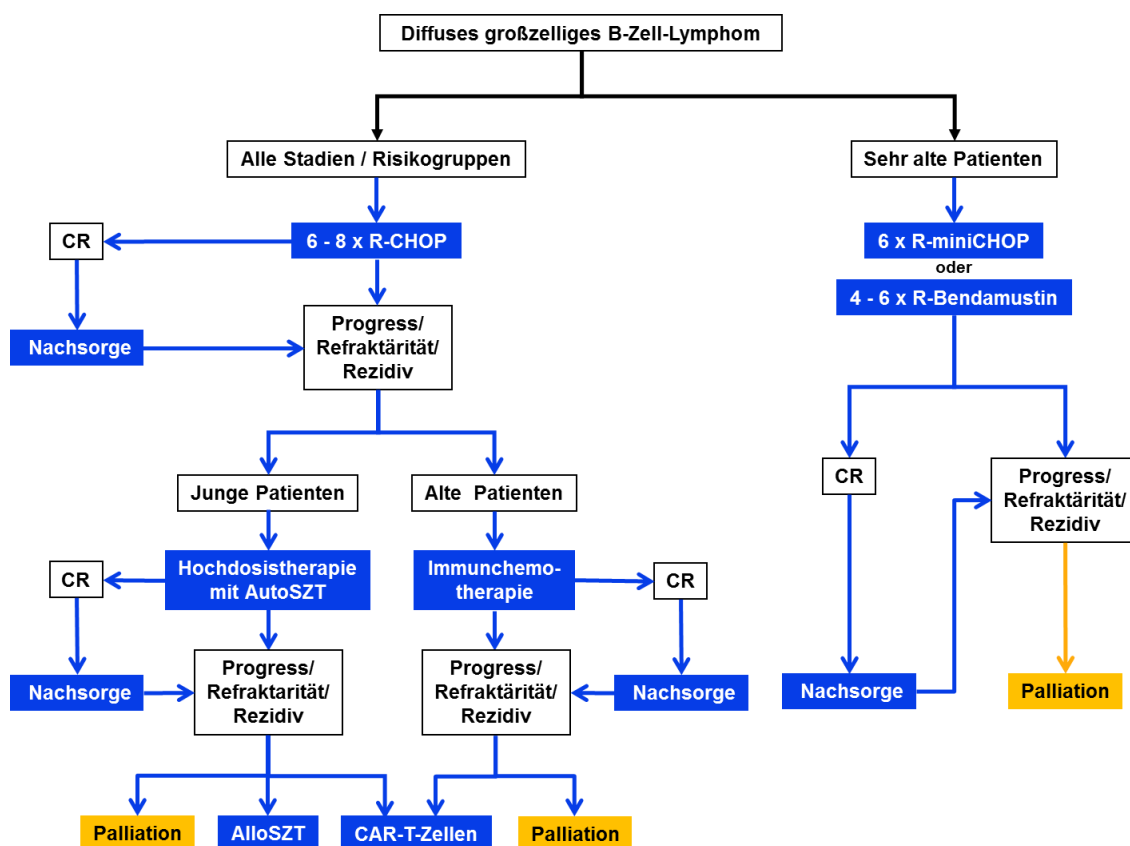 Diffuses großzelliges B-Zell-Lymphom
Alle Stadien / Risikogruppen
Sehr alte Patienten
CR
6 - 8 x R-CHOP
6 x R-miniCHOP
oder
4 - 6 x R-Bendamustin
Nachsorge
Progress/
Refraktärität/
Rezidiv
Junge Patienten
Alte Patienten
CR
Progress/
Refraktärität/
Rezidiv
CR
Hochdosistherapie
mit AutoSZT
Immunchemo-
therapie
CR
Nachsorge
Progress/
Refraktarität/
Rezidiv
Progress/
Refraktärität/
Rezidiv
Nachsorge
Nachsorge
Palliation
Palliation
AlloSZT
CAR-T-Zellen
Palliation